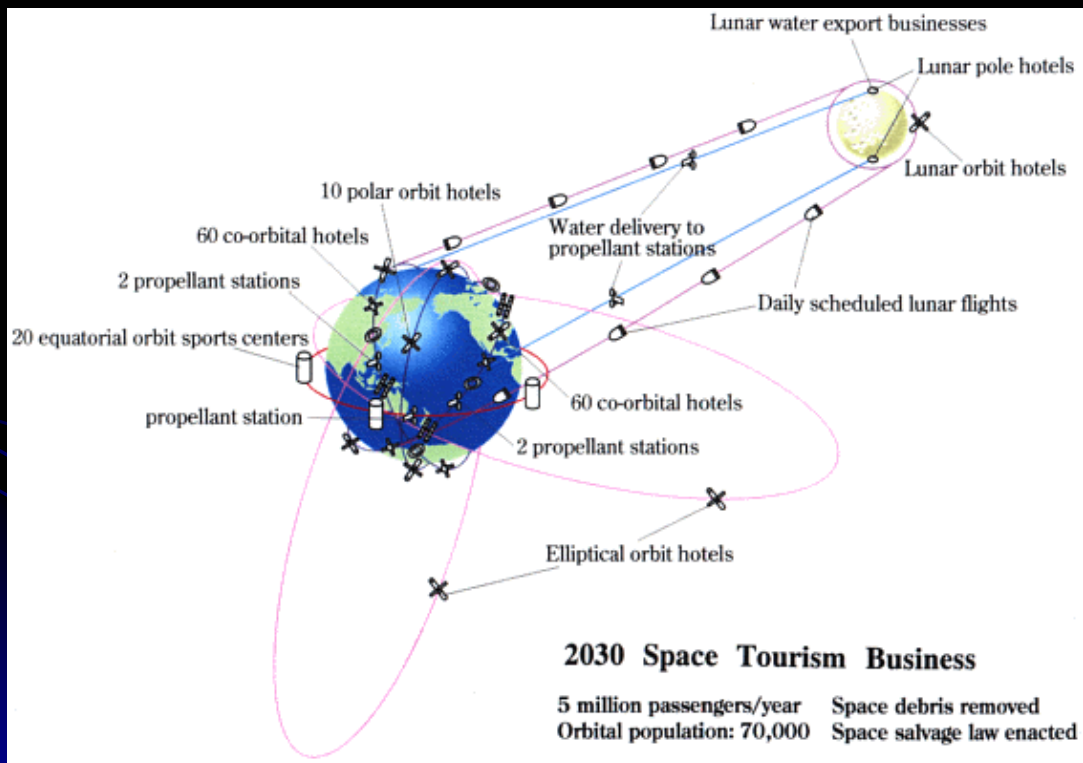 Lunar water export businesses
Lunar pole hotels
Lunar orbit hotels
10 polar orbit hotels
Water delivery to
propellant stations
60 co-orbital hotels
2 propellant stations
Daily scheduled lunar flights
20 equatorial orbit sports centers
60 co-orbital hotels
propellant station
2 propellant stations
Elliptical orbit hotels
2030 Space Tourism Business
5 million passengers/year Space debris removed
Orbital population: 70,000 Space salvage law enacted